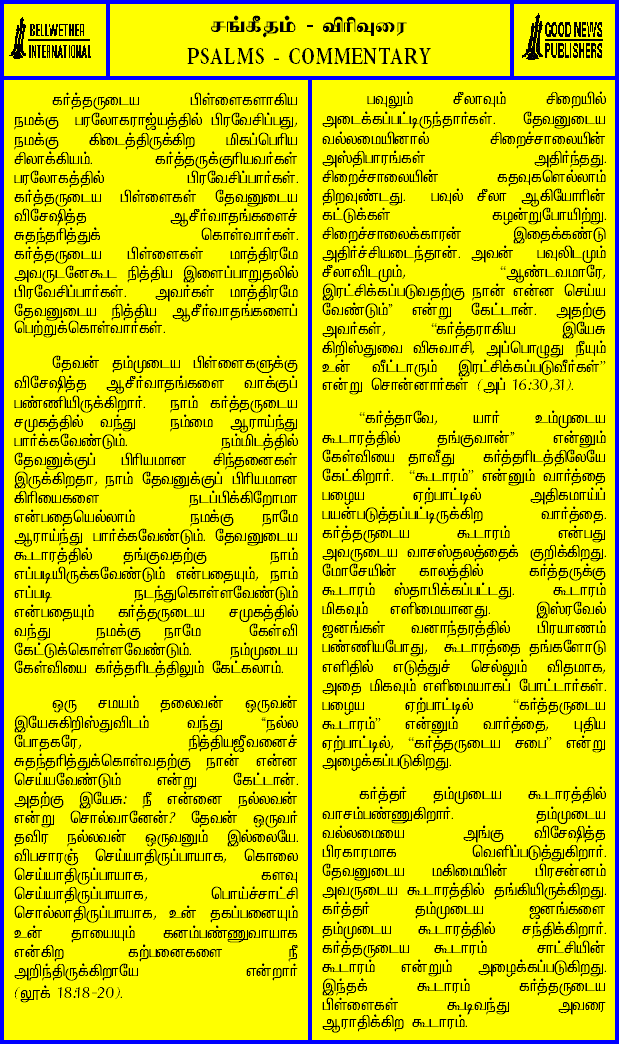 BELLWETHER
INTERNATIONAL
சங்கீதம் - விரிவுரை
PSALMS - COMMENTARY
GOOD NEWS
PUBLISHERS
கர்த்தருடைய பிள்ளைகளாகிய
நமக்கு பரலோகராஜ்யத்தில் பிரவேசிப்பது,
நமக்கு கிடைத்திருக்கிற மிகப்பெரிய
சிலாக்கியம். கர்த்தருக்குரியவர்கள்
பரலோகத்தில் பிரவேசிப்பார்கள்.
கர்த்தருடைய பிள்ளைகள் தேவனுடைய
விசேஷித்த ஆசீர்வாதங்களைச்
சுதந்தரித்துக் கொள்வார்கள்.
கர்த்தருடைய பிள்ளைகள் மாத்திரமே
அவருடனேகூட நித்திய இளைப்பாறுதலில்
பிரவேசிப்பார்கள். அவர்கள் மாத்திரமே
தேவனுடைய நித்திய ஆசீர்வாதங்களைப்
பெற்றுக்கொள்வார்கள்.
தேவன் தம்முடைய பிள்ளைகளுக்கு
விசேஷித்த ஆசீர்வாதங்களை வாக்குப்
பண்ணியிருக்கிறார். நாம் கர்த்தருடைய
சமுகத்தில் வந்து நம்மை ஆராய்ந்து
பார்க்கவேண்டும். நம்மிடத்தில்
தேவனுக்குப் பிரியமான சிந்தனைகள்
இருக்கிறதா, நாம் தேவனுக்குப் பிரியமான
கிரியைகளை நடப்பிக்கிறோமா
என்பதையெல்லாம் நமக்கு நாமே
ஆராய்ந்து பார்க்கவேண்டும். தேவனுடைய
கூடாரத்தில் தங்குவதற்கு நாம்
எப்படியிருக்கவேண்டும் என்பதையும், நாம்
எப்படி நடந்துகொள்ளவேண்டும்
என்பதையும் கர்த்தருடைய சமுகத்தில்
வந்து நமக்கு நாமே கேள்வி
கேட்டுக்கொள்ளவேண்டும். நம்முடைய
கேள்வியை கர்த்தரிடத்திலும் கேட்கலாம்.
ஒரு சமயம் தலைவன் ஒருவன்
இயேசுகிறிஸ்துவிடம் வந்து “நல்ல
போதகரே, நித்தியஜீவனைச்
சுதந்தரித்துக்கொள்வதற்கு நான் என்ன
செய்யவேண்டும் என்று கேட்டான்.
அதற்கு இயேசு: நீ என்னை நல்லவன்
என்று சொல்வானேன்? தேவன் ஒருவர்
தவிர நல்லவன் ஒருவனும் இல்லையே.
விபசாரஞ் செய்யாதிருப்பாயாக, கொலை
செய்யாதிருப்பாயாக, களவு
செய்யாதிருப்பாயாக, பொய்ச்சாட்சி
சொல்லாதிருப்பாயாக, உன் தகப்பனையும்
உன் தாயையும் கனம்பண்ணுவாயாக
என்கிற கற்பனைகளை நீ
அறிந்திருக்கிறாயே என்றார்
(லூக் 18:18-20).
பவுலும் சீலாவும் சிறையில்
அடைக்கப்பட்டிருந்தார்கள். தேவனுடைய
வல்லமையினால் சிறைச்சாலையின்
அஸ்திபாரங்கள் அதிர்ந்தது.
சிறைச்சாலையின் கதவுகளெல்லாம்
திறவுண்டது. பவுல் சீலா ஆகியோரின்
கட்டுக்கள் கழன்றுபோயிற்று.
சிறைச்சாலைக்காரன் இதைக்கண்டு
அதிர்ச்சியடைந்தான். அவன் பவுலிடமும்
சீலாவிடமும், “ஆண்டவமாரே,
இரட்சிக்கப்படுவதற்கு நான் என்ன செய்ய
வேண்டும்” என்று கேட்டான். அதற்கு
அவர்கள், “கர்த்தராகிய இயேசு
கிறிஸ்துவை விசுவாசி, அப்பொழுது நீயும்
உன் வீட்டாரும் இரட்சிக்கப்படுவீர்கள்”
என்று சொன்னார்கள் (அப் 16:30,31).
“கர்த்தாவே, யார் உம்முடைய
கூடாரத்தில் தங்குவான்” என்னும்
கேள்வியை தாவீது கர்த்தரிடத்திலேயே
கேட்கிறார். “கூடாரம்” என்னும் வார்த்தை
பழைய ஏற்பாட்டில் அதிகமாய்ப்
பயன்படுத்தப்பட்டிருக்கிற வார்த்தை.
கர்த்தருடைய கூடாரம் என்பது
அவருடைய வாசஸ்தலத்தைக் குறிக்கிறது.
மோசேயின் காலத்தில் கர்த்தருக்கு
கூடாரம் ஸ்தாபிக்கப்பட்டது. கூடாரம்
மிகவும் எளிமையானது. இஸ்ரவேல்
ஜனங்கள் வனாந்தரத்தில் பிரயாணம்
பண்ணியபோது, கூடாரத்தை தங்களோடு
எளிதில் எடுத்துச் செல்லும் விதமாக,
அதை மிகவும் எளிமையாகப் போட்டார்கள்.
பழைய ஏற்பாட்டில் “கர்த்தருடைய
கூடாரம்” என்னும் வார்த்தை, புதிய
ஏற்பாட்டில், “கர்த்தருடைய சபை” என்று
அழைக்கப்படுகிறது.
கர்த்தர் தம்முடைய கூடாரத்தில்
வாசம்பண்ணுகிறார். தம்முடைய
வல்லமையை அங்கு விசேஷித்த
பிரகாரமாக வெளிப்படுத்துகிறார்.
தேவனுடைய மகிமையின் பிரசன்னம்
அவருடைய கூடாரத்தில் தங்கியிருக்கிறது.
கர்த்தர் தம்முடைய ஜனங்களை
தம்முடைய கூடாரத்தில் சந்திக்கிறார்.
கர்த்தருடைய கூடாரம் சாட்சியின்
கூடாரம் என்றும் அழைக்கப்படுகிறது.
இந்தக் கூடாரம் கர்த்தருடைய
பிள்ளைகள் கூடிவந்து அவரை
ஆராதிக்கிற கூடாரம்.